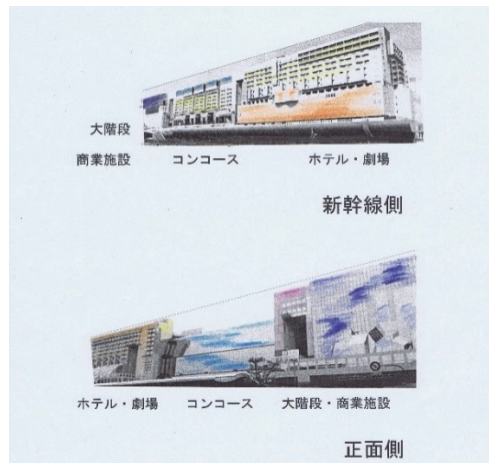 大階段
商業施設 コンコース ホテル・劇場
新幹線側
ホテル・劇場 コンコース 大階段・商業施設
正面側